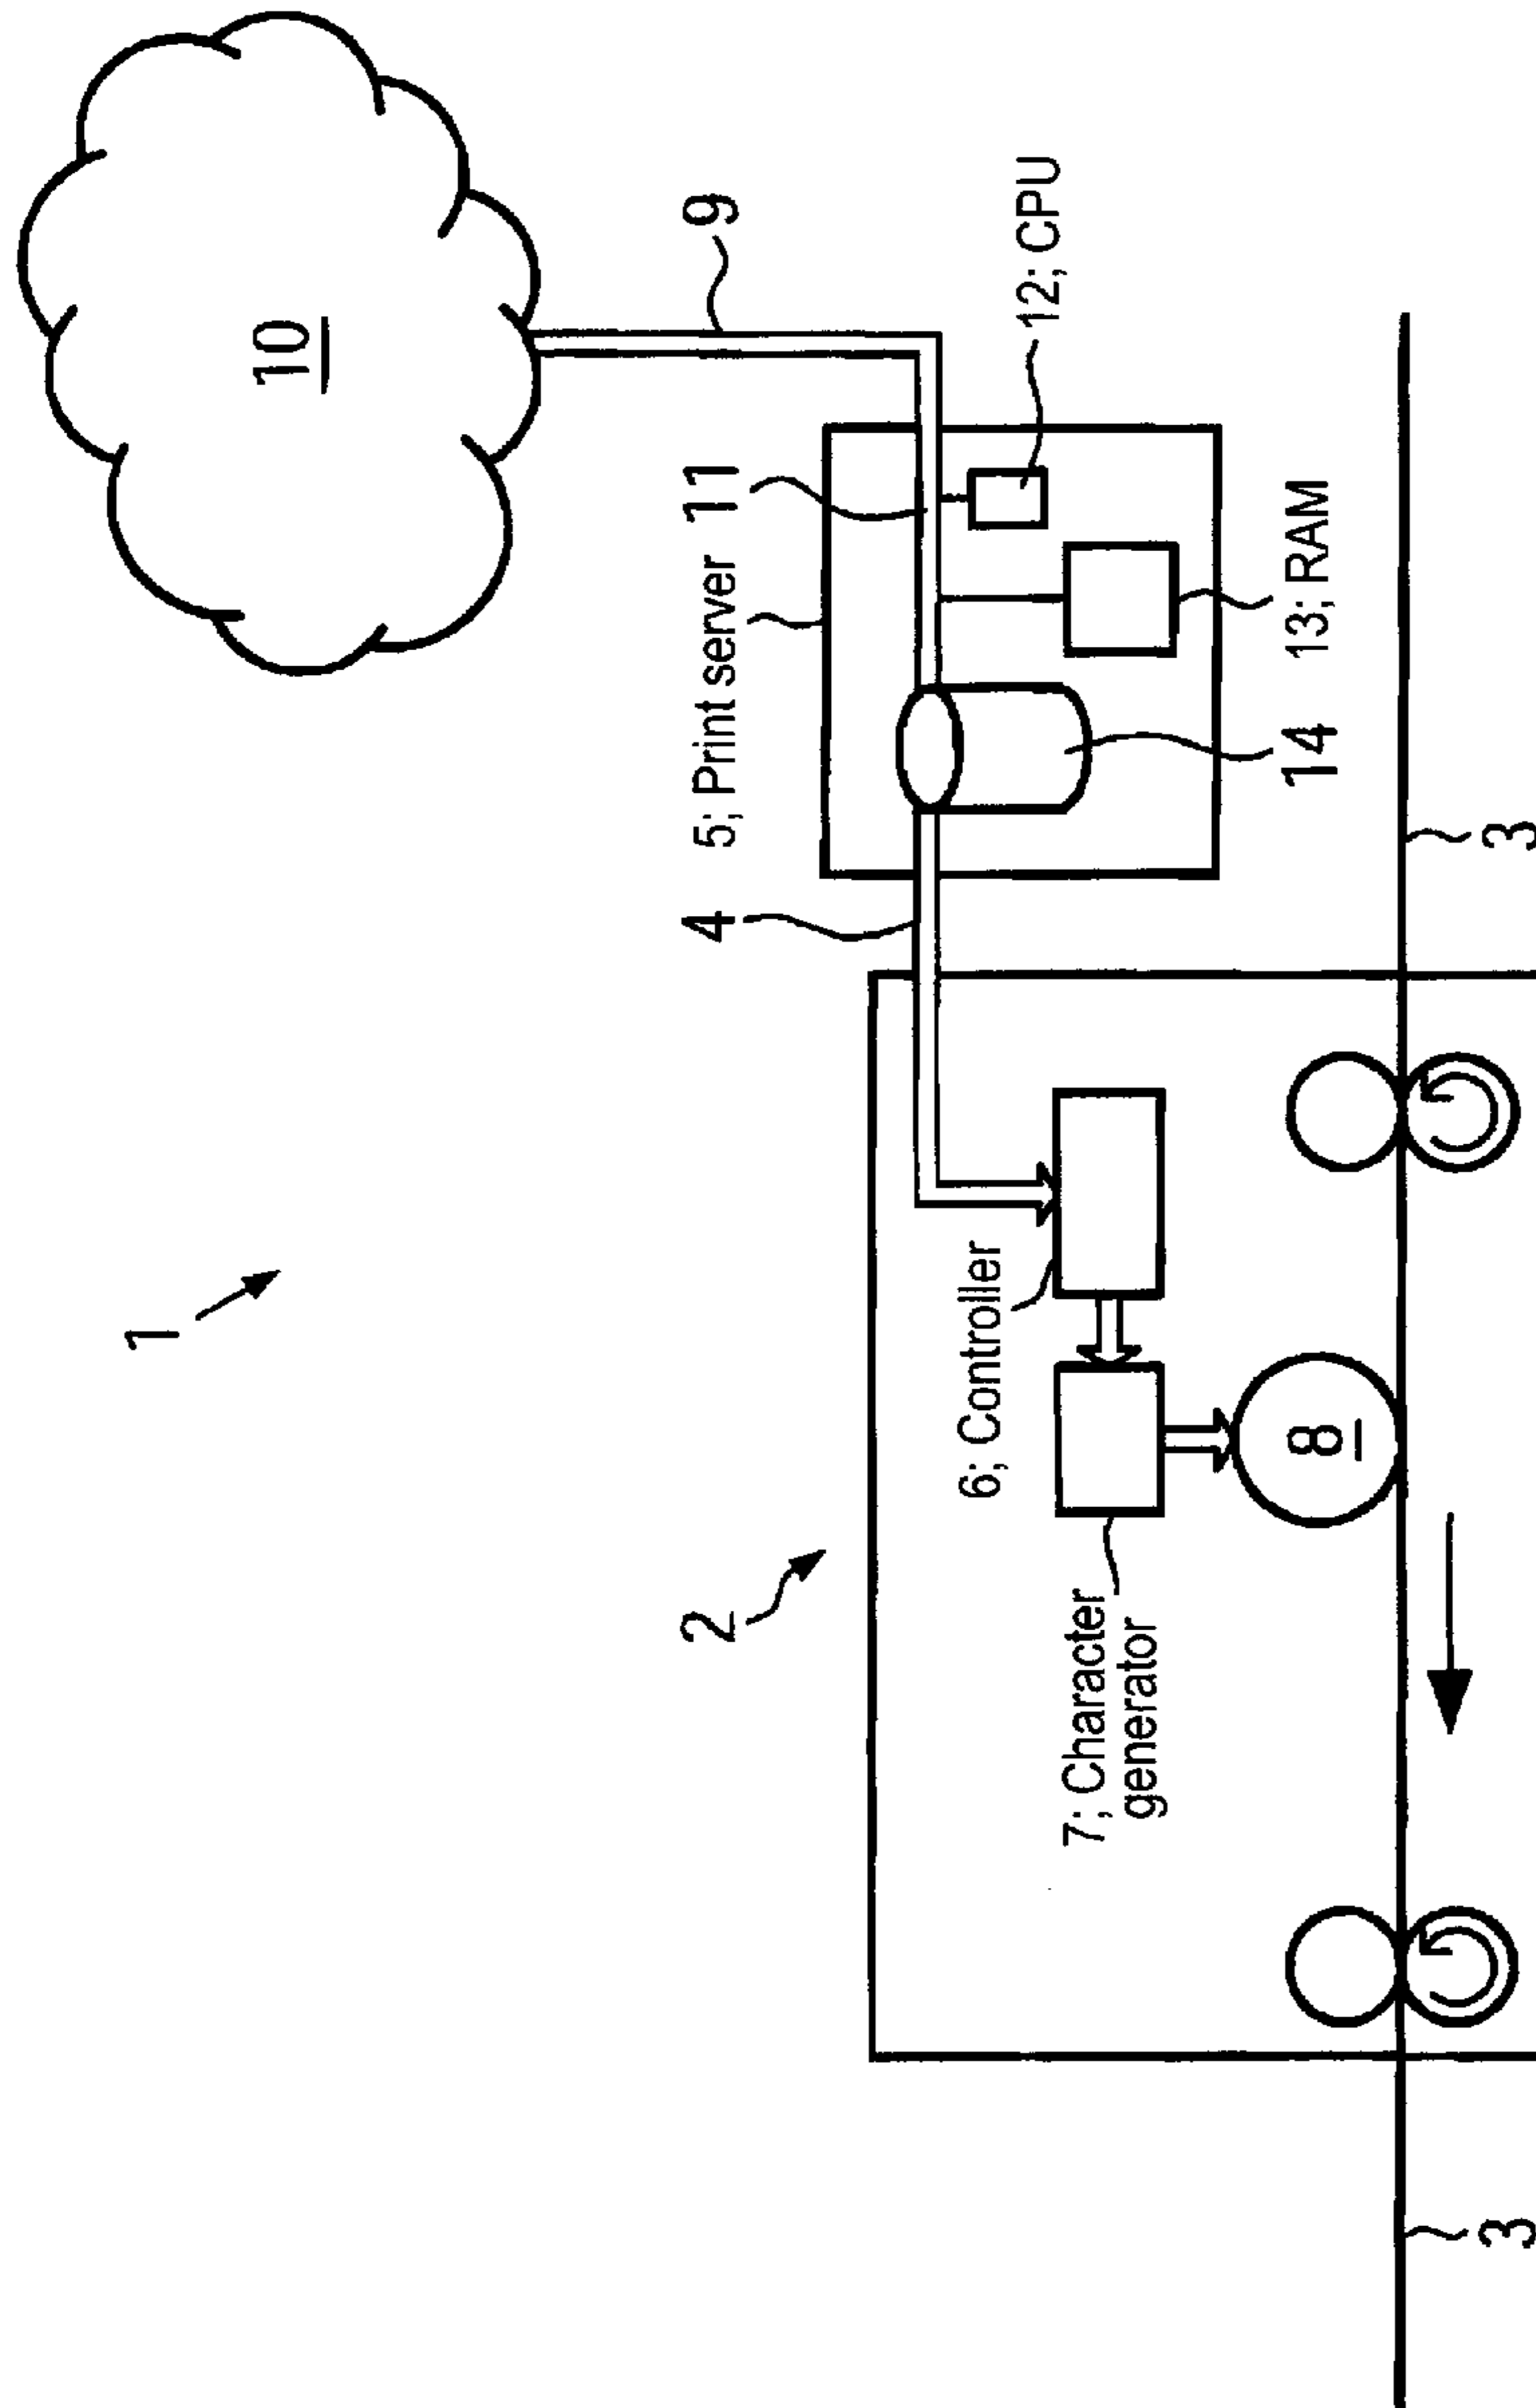 1
10
2
4
5; Print server
11
9
6; Controller
12; CPU
7; Character
generator
8
14
13; RAM
3
3